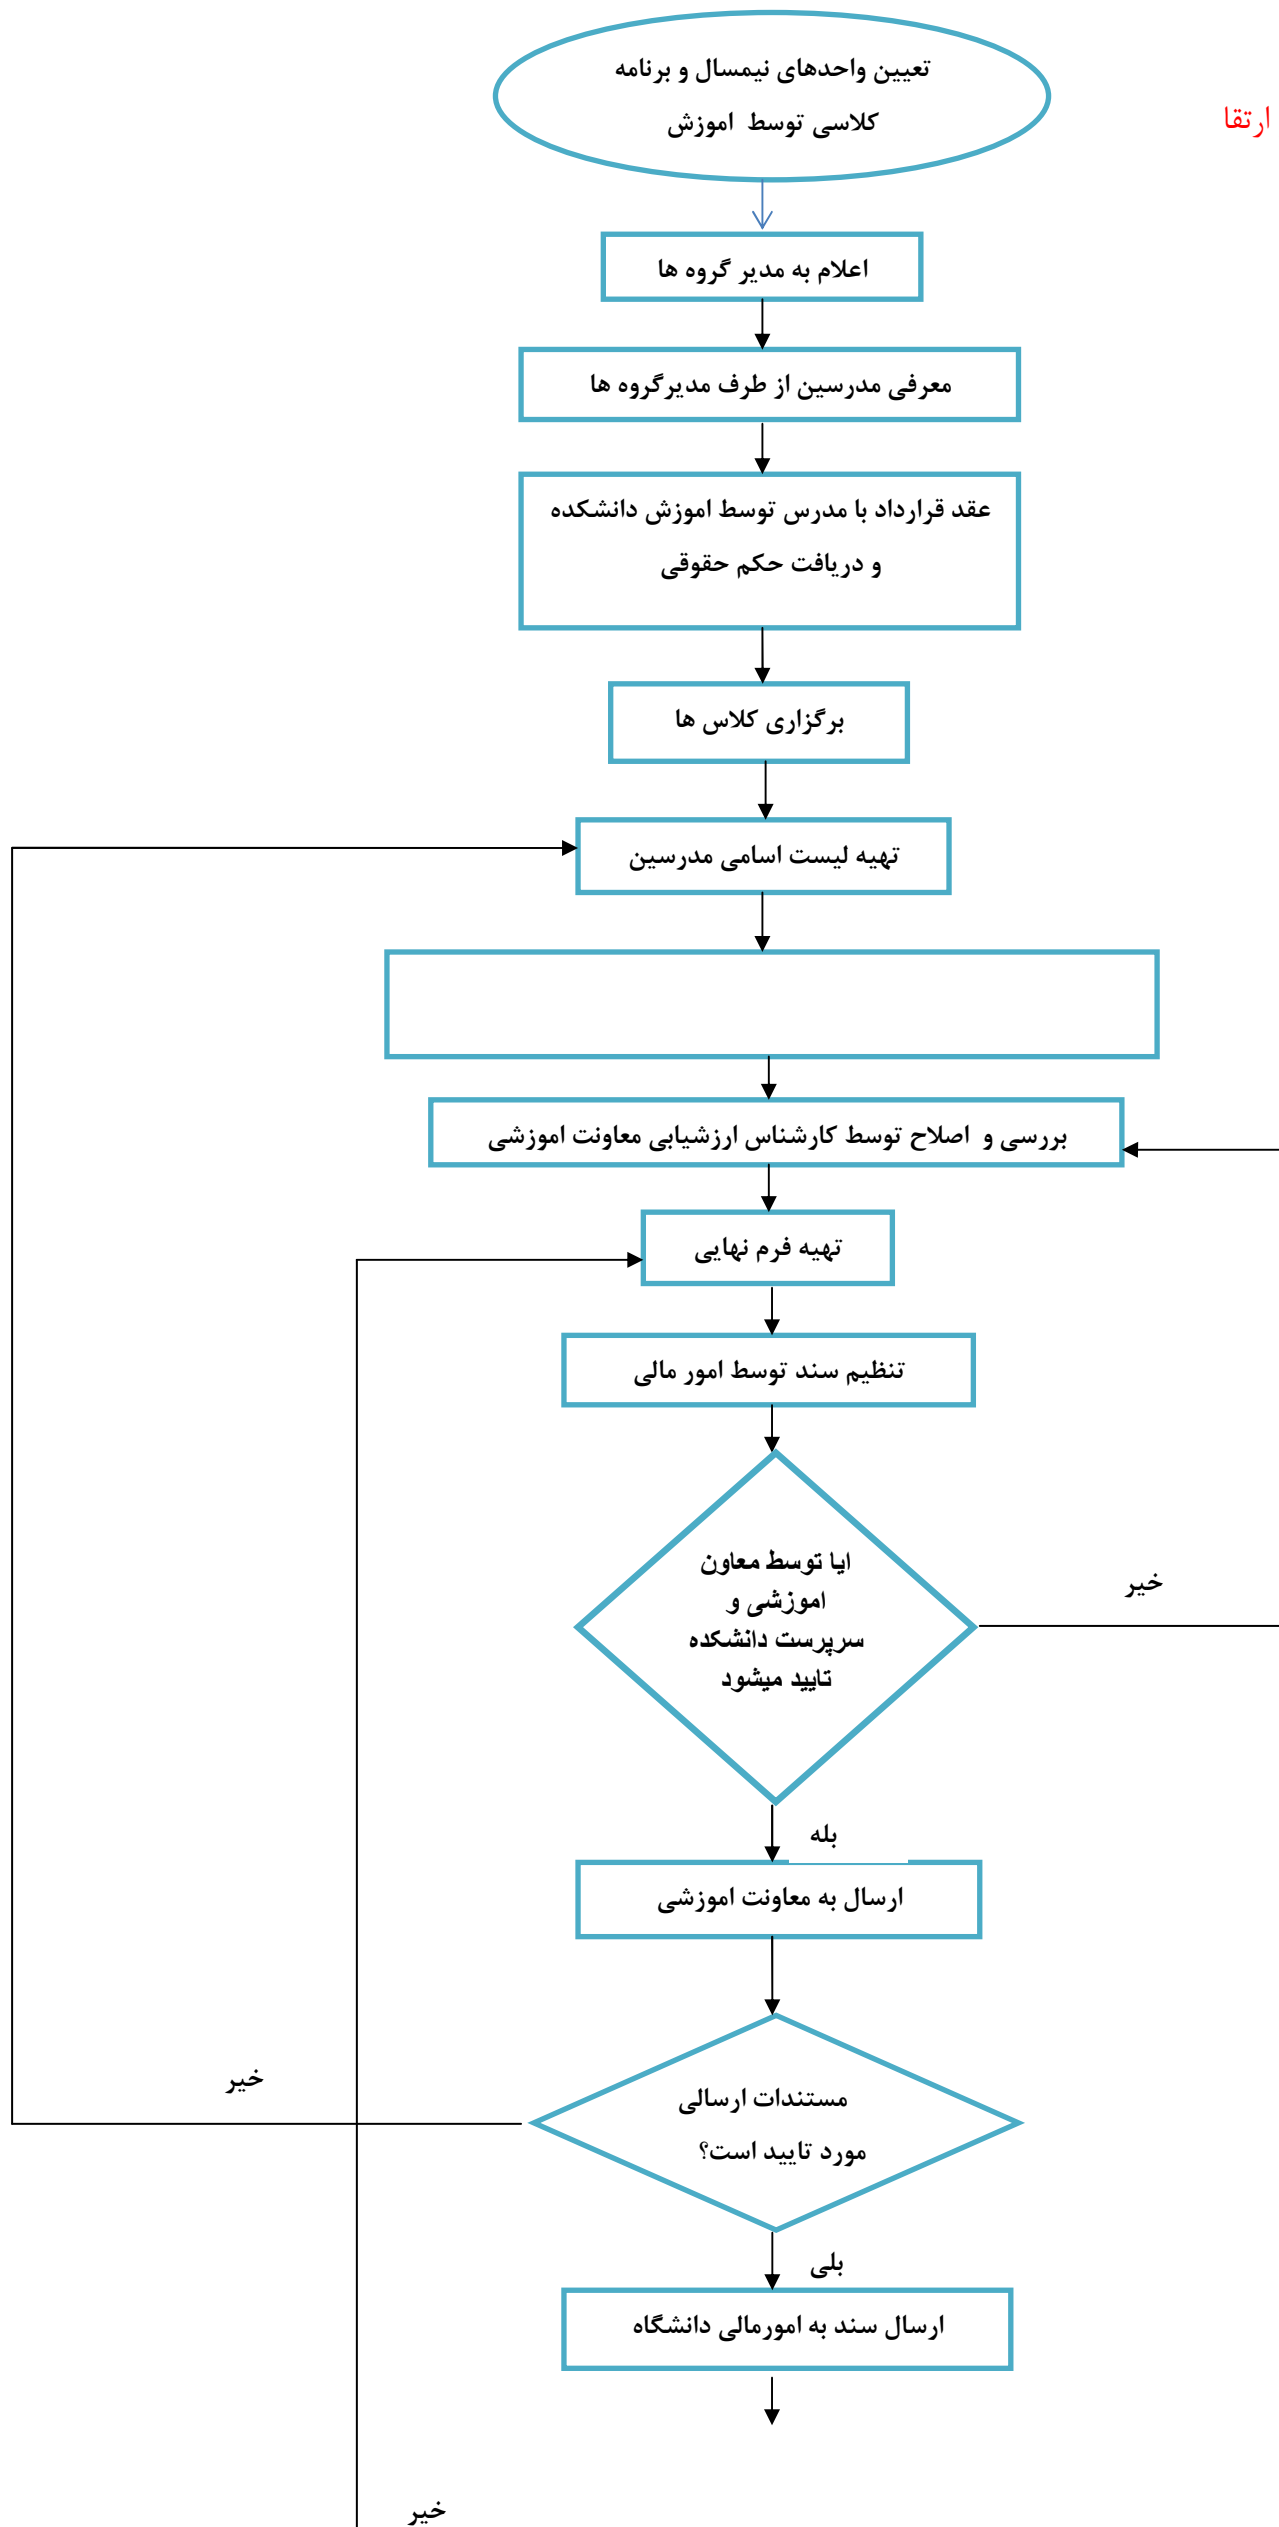 تعیین واحدهای نیمسال و برنامه
کلاسی توسط اموزش
ارتقا
اعلام به مدیر گروه ها
معرفی مدرسین از طرف مدیرگروه ها
عقد قرارداد با مدرس توسط اموزش دانشکده
و دریافت حکم حقوقی
برگزاری کلاس ها
تهیه لیست اسامی مدرسین
بررسی و اصلاح توسط کارشناس ارزشیابی معاونت اموزشی
تهیه فرم نهایی
تنظیم سند توسط امور مالی
ایا توسط معاون
اموزشی و
سرپرست دانشکده
تایید میشود
خیر
بله
ارسال به معاونت اموزشی
خیر
مستندات ارسالی
مورد تایید است؟
بلی
ارسال سند به امورمالی دانشگاه
خیر